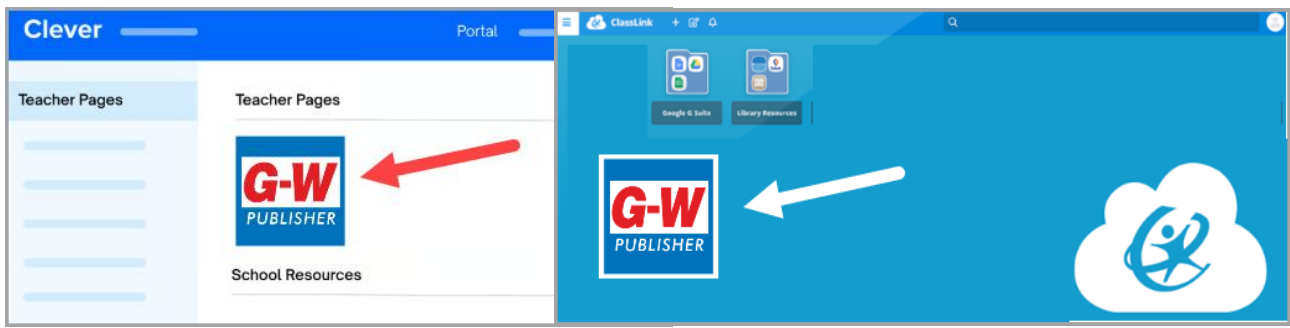 Clever
Portal
Teacher Pages
Teacher Pages
G-W
PUBLISHER
School Resources
ClassLink
Google G Suite
Library Resources
G-W
PUBLISHER